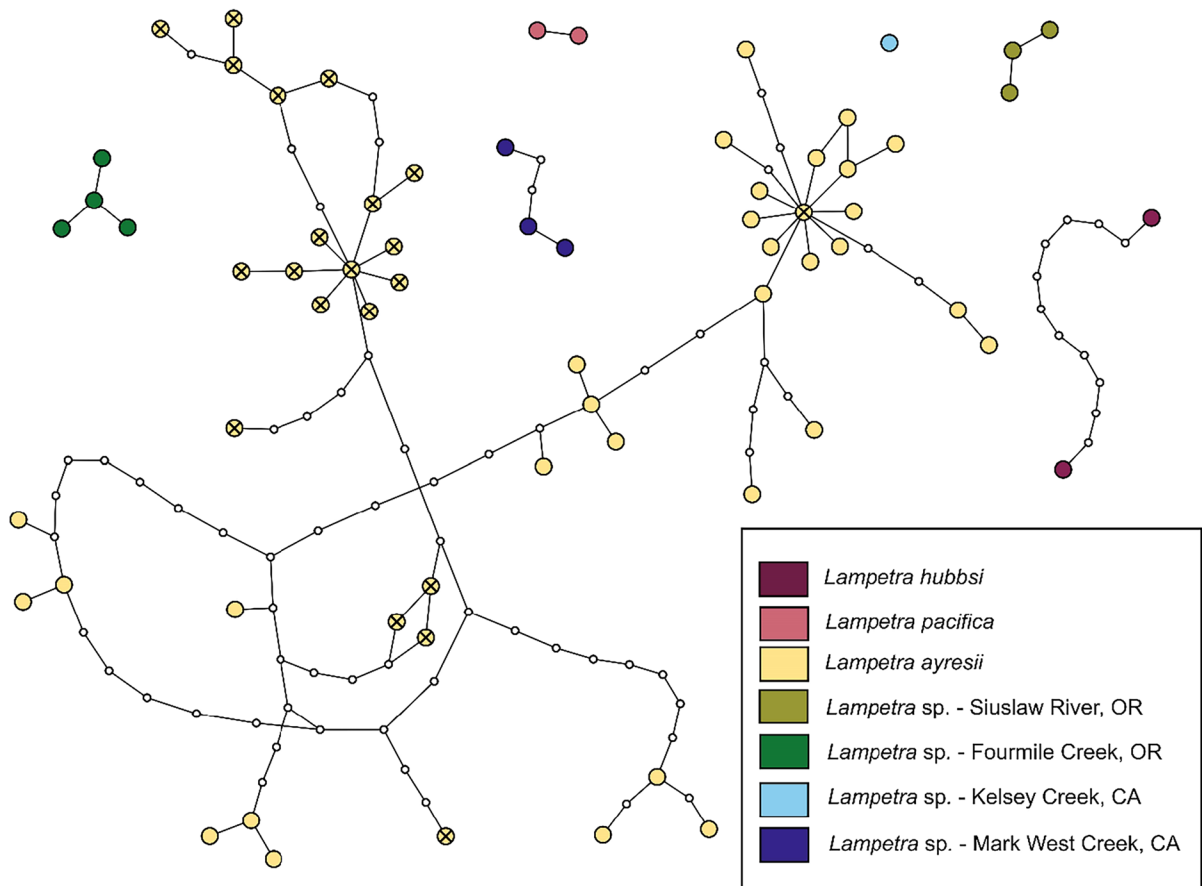 Lampetra hubbsi
Lampetra pacifica
Lampetra ayresii
Lampetra sp. - Siuslaw River, OR
Lampetra sp. - Fourmile Creek, OR
Lampetra sp. - Kelsey Creek, CA
Lampetra sp. - Mark West Creek, CA